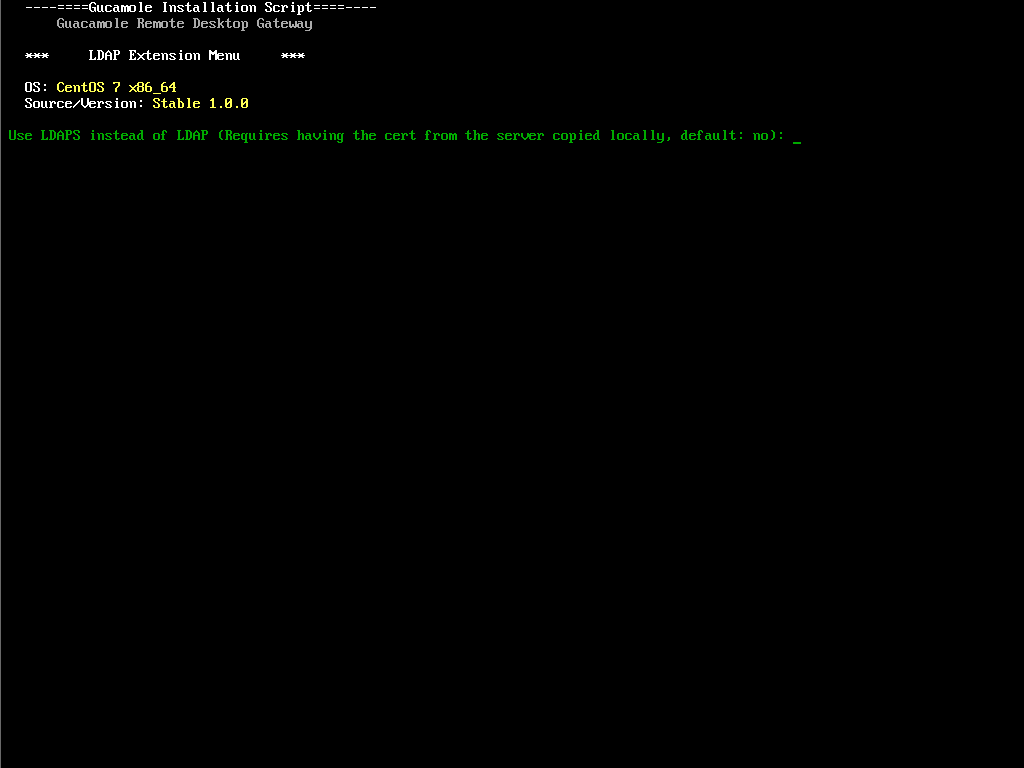 ----====Gucamole Installation Script====----
Guacamole Remote Desktop Gateway
*** LDAP Extension Menu ***
OS: CentOS 7 x86_64
Source/Version: Stable 1.0.0
Use LDAPS instead of LDAP (Requires having the cert from the server copied locally, default: no): _